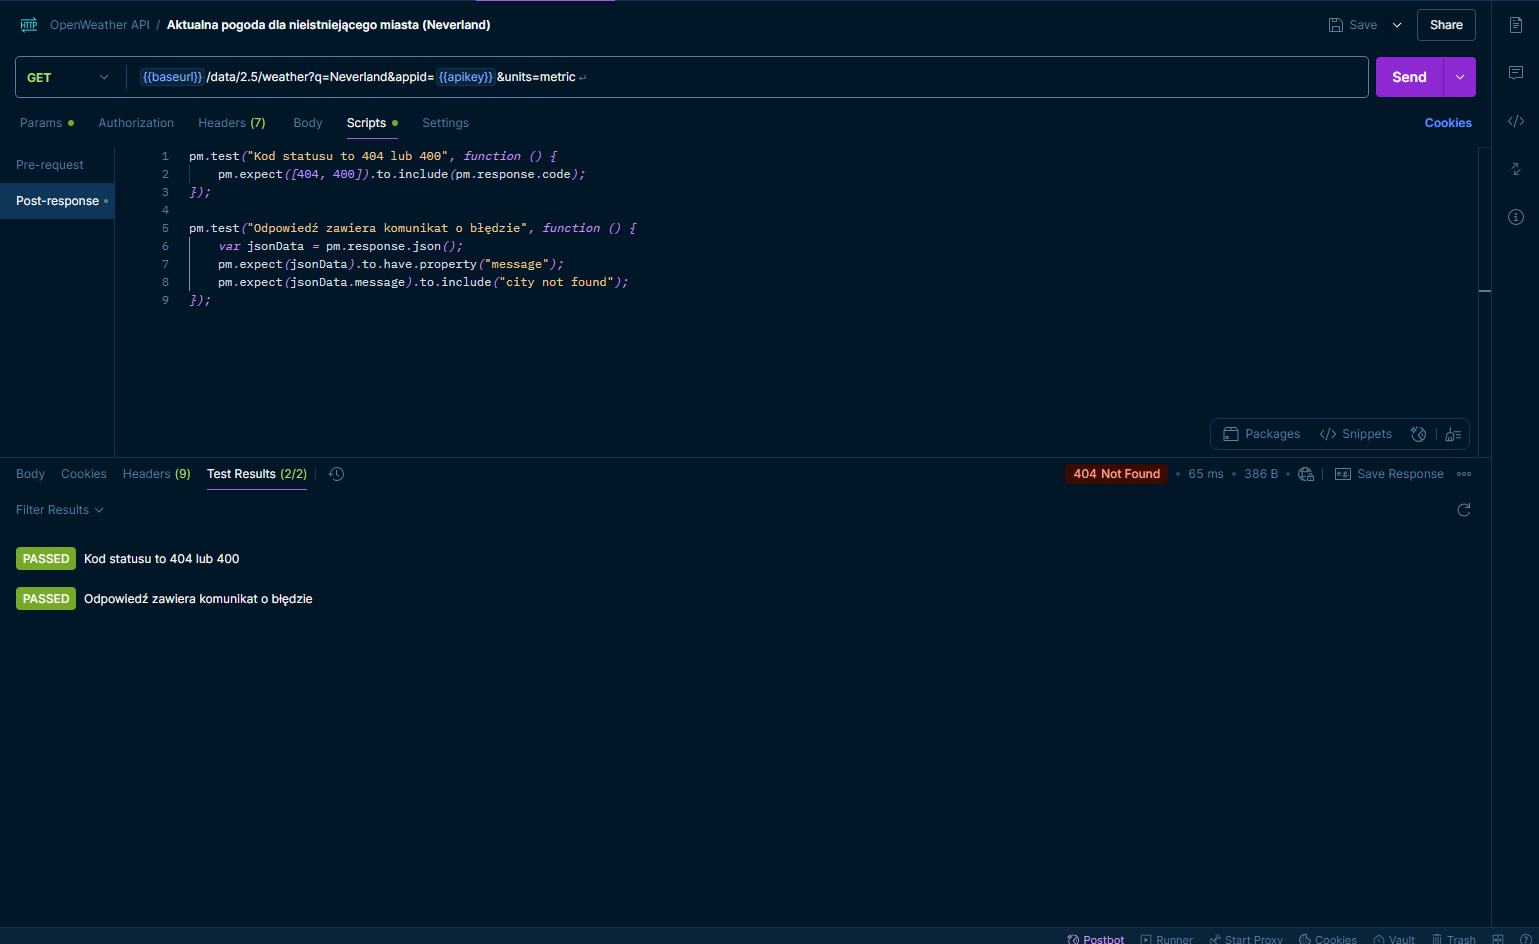 HTTP OpenWeather API / Aktualna pogoda dla nieistniejącego miasta (Neverland) Save Share
GET {{baseurl}} /data/2.5/weather?q=Neverland&appid= {{apikey}} &units=metric Send
Params Authorization Headers (7) Body Scripts Settings Cookies
Pre-request
Post-response
1 pm.test("Kod statusu to 404 lub 400", function () {
2 pm.expect([404, 400]).to.include(pm.response.code);
3 });
4
5 pm.test("Odpowiedź zawiera komunikat o błędzie", function () {
6 var jsonData = pm.response.json();
7 pm.expect(jsonData).to.have.property("message");
8 pm.expect(jsonData.message).to.include("city not found");
9 });
Packages </> Snippets
Body Cookies Headers (9) Test Results (2/2) 404 Not Found • 65 ms • 386 B • e.g. Save Response
Filter Results
PASSED Kod statusu to 404 lub 400
PASSED Odpowiedź zawiera komunikat o błędzie
Postbot Runner Start Proxy Cookies Vault Trash